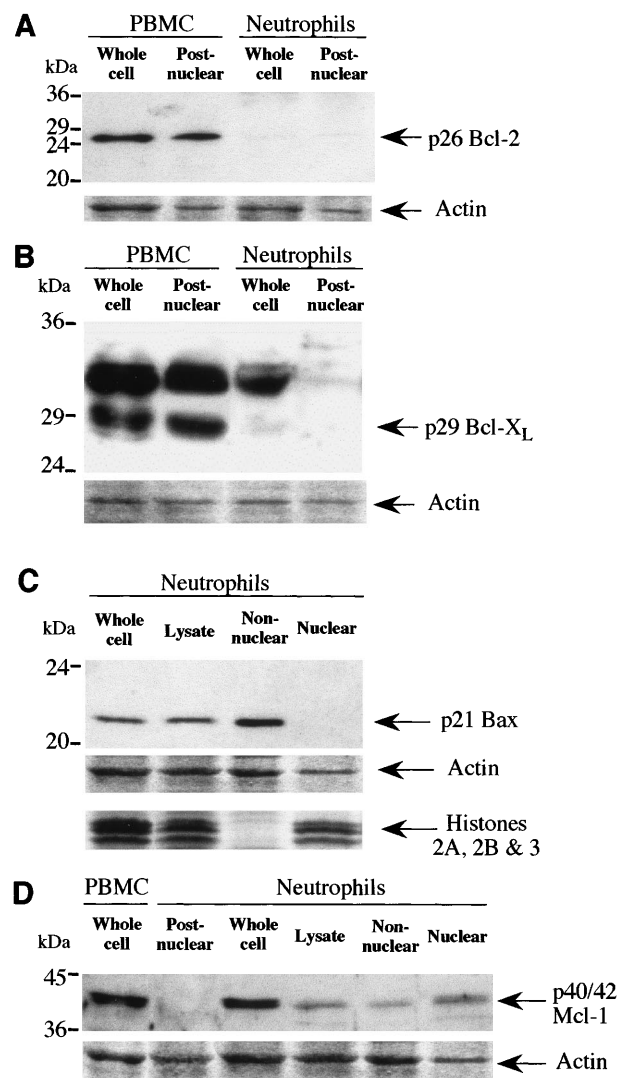 A
PBMC Neutrophils
kDa Whole cell Post-nuclear Whole cell Post-nuclear
36
29
24
20
p26 Bcl-2
Actin
B
PBMC Neutrophils
kDa Whole cell Post-nuclear Whole cell Post-nuclear
36
29
24
p29 Bcl-XL
Actin
C
Neutrophils
kDa Whole cell Lysate Non-nuclear Nuclear
24
20
p21 Bax
Actin
Histones
2A, 2B & 3
D
PBMC Neutrophils
kDa Whole cell Post-nuclear Whole cell Lysate Non-nuclear Nuclear
45
36
p40/42
Mcl-1
Actin